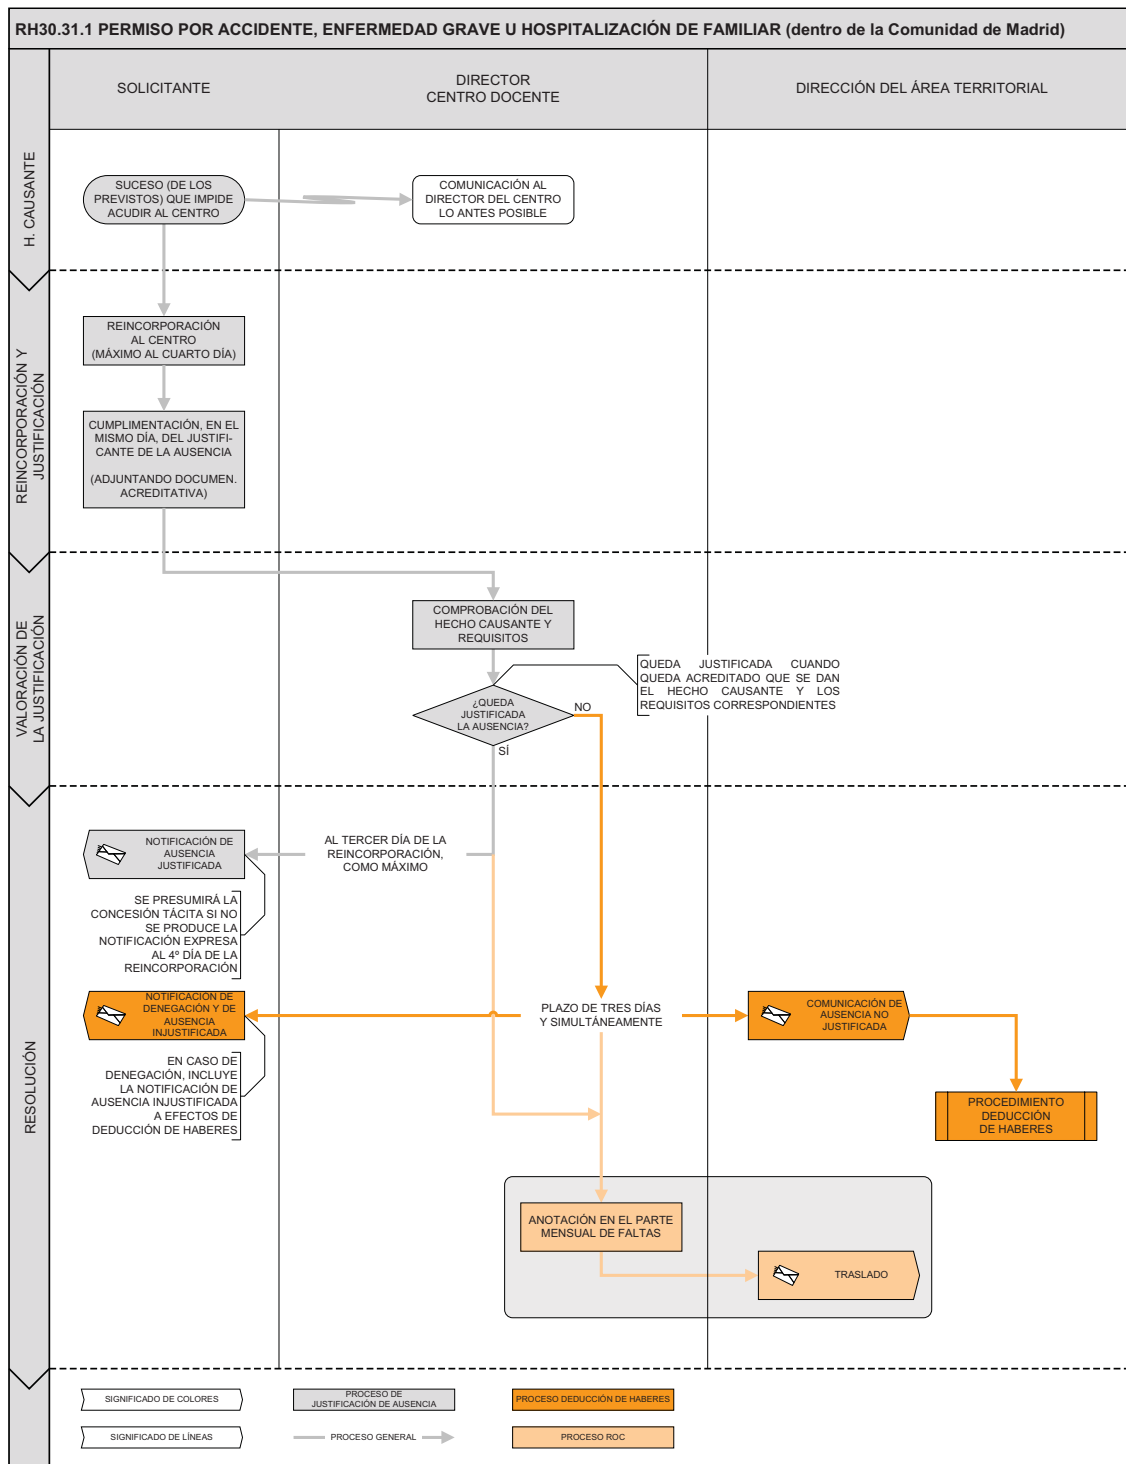 RH30.31.1 PERMISO POR ACCIDENTE, ENFERMEDAD GRAVE U HOSPITALIZACIÓN DE FAMILIAR (dentro de la Comunidad de Madrid)
SOLICITANTE
DIRECTOR
CENTRO DOCENTE
DIRECCIÓN DEL ÁREA TERRITORIAL
H. CAUSANTE
SUCESO (DE LOS
PREVISTOS) QUE IMPIDE
ACUDIR AL CENTRO
COMUNICACIÓN AL
DIRECTOR DEL CENTRO
LO ANTES POSIBLE
REINCORPORACIÓN Y
JUSTIFICACIÓN
REINCORPORACIÓN
AL CENTRO
(MÁXIMO AL CUARTO DÍA)
CUMPLIMENTACIÓN, EN EL
MISMO DÍA, DEL JUSTIFI-
CANTE DE LA AUSENCIA
(ADJUNTANDO DOCUMEN.
ACREDITATIVA)
VALORACIÓN DE
LA JUSTIFICACIÓN
COMPROBACIÓN DEL
HECHO CAUSANTE Y
REQUISITOS
QUEDA JUSTIFICADA CUANDO
QUEDA ACREDITADO QUE SE DAN
EL HECHO CAUSANTE Y LOS
REQUISITOS CORRESPONDIENTES
¿QUEDA
JUSTIFICADA
LA AUSENCIA?
NO
SÍ
RESOLUCIÓN
NOTIFICACIÓN DE
AUSENCIA
JUSTIFICADA
AL TERCER DÍA DE LA
REINCORPORACIÓN,
COMO MÁXIMO
SE PRESUMIRÁ LA
CONCESIÓN TÁCITA SI NO
SE PRODUCE LA
NOTIFICACIÓN EXPRESA
AL 4º DÍA DE LA
REINCORPORACIÓN
NOTIFICACIÓN DE
DENEGACIÓN Y DE
AUSENCIA
INJUSTIFICADA
PLAZO DE TRES DÍAS
Y SIMULTÁNEAMENTE
COMUNICACIÓN DE
AUSENCIA NO
JUSTIFICADA
EN CASO DE
DENEGACIÓN, INCLUYE
LA NOTIFICACIÓN DE
AUSENCIA INJUSTIFICADA
A EFECTOS DE
DEDUCCIÓN DE HABERES
PROCEDIMIENTO
DEDUCCIÓN
DE HABERES
ANOTACIÓN EN EL PARTE
MENSUAL DE FALTAS
TRASLADO
SIGNIFICADO DE COLORES
PROCESO DE
JUSTIFICACIÓN DE AUSENCIA
PROCESO DEDUCCIÓN DE HABERES
SIGNIFICADO DE LÍNEAS
PROCESO GENERAL
PROCESO ROC